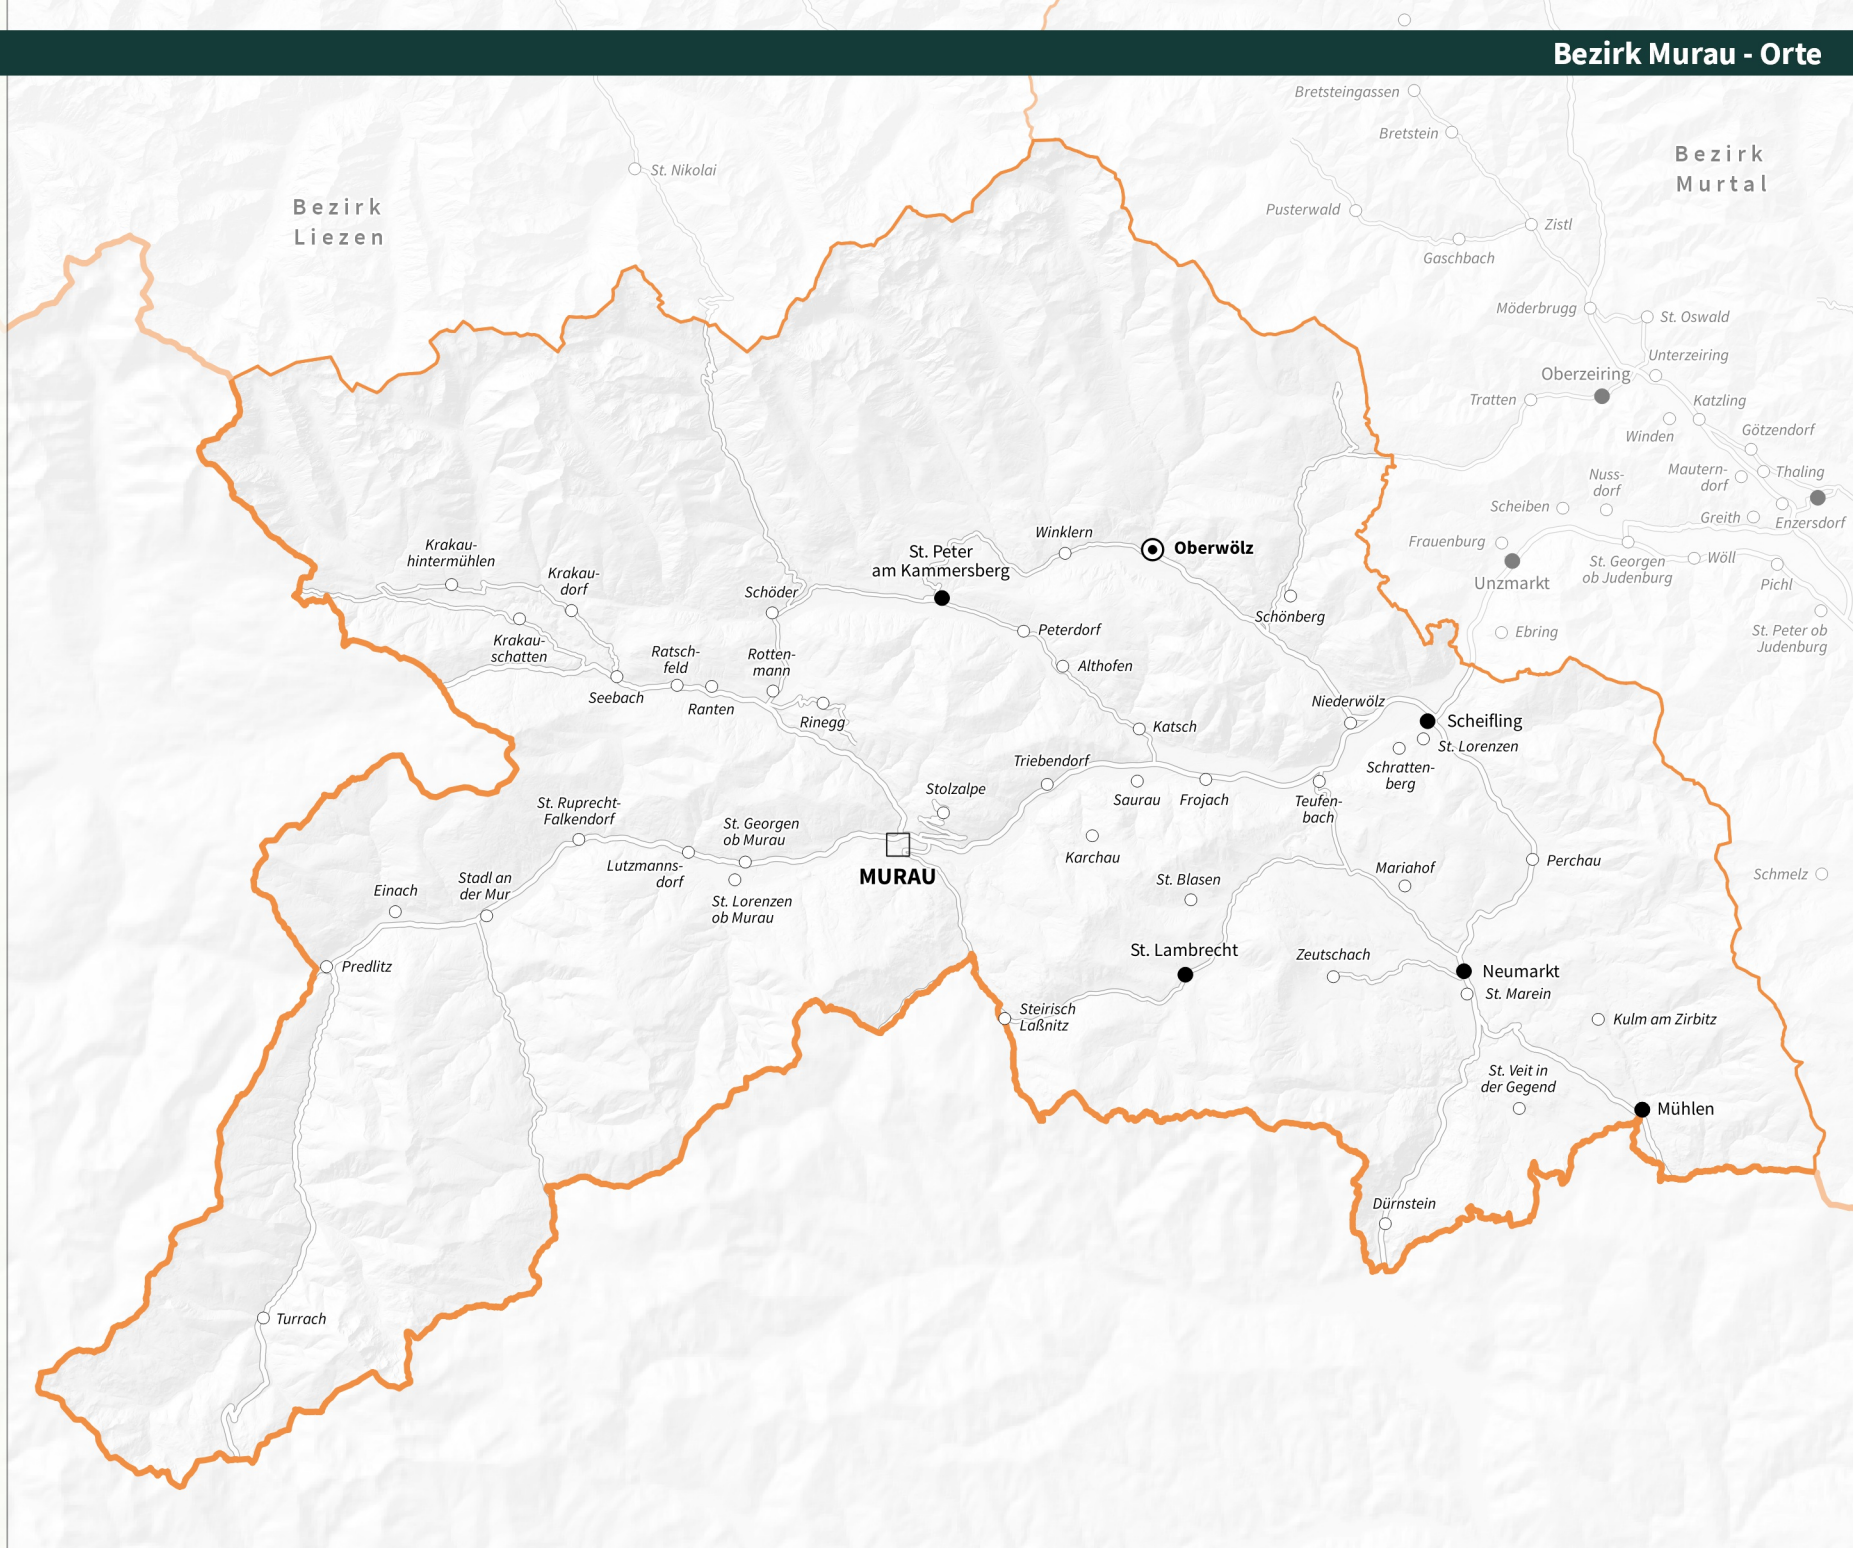 Bezirk Murau - Orte
Bretsteingassen
Bretstein
Bezirk
Murtal
St. Nikolai
Bezirk
Liezen
Pusterwald
Zistl
Gaschbach
Möderbrugg
St. Oswald
Unterzeiring
Oberzeiring
Tratten
Katzling
Winden
Götzendorf
Mautern-
dorf
Thaling
Nuss-
dorf
Scheiben
Greith
Enzersdorf
Frauenburg
Unzmarkt
St. Georgen
ob Judenburg
Wöll
Pichl
Ebring
St. Peter ob
Judenburg
Schmelz
Krakau-
hintermühlen
Krakau-
dorf
Krakau-
schatten
Seebach
Ratsch-
feld
Ranten
Schöder
Rotten-
mann
Rinegg
St. Peter
am Kammersberg
Winklern
Oberwölz
Schönberg
Peterdorf
Althofen
Katsch
Niederwölz
Scheifling
St. Lorenzen
Schratten-
berg
Triebendorf
Saurau
Frojach
Teufen-
bach
Stolzalpe
St. Ruprecht-
Falkendorf
St. Georgen
ob Murau
Lutzmanns-
dorf
St. Lorenzen
ob Murau
MURAU
Karchau
St. Blasen
Mariahof
Perchau
Einach
Stadl an
der Mur
Predlitz
St. Lambrecht
Zeutschach
Neumarkt
St. Marein
Steirisch
Laßnitz
Kulm am Zirbitz
St. Veit in
der Gegend
Mühlen
Dürnstein
Turrach